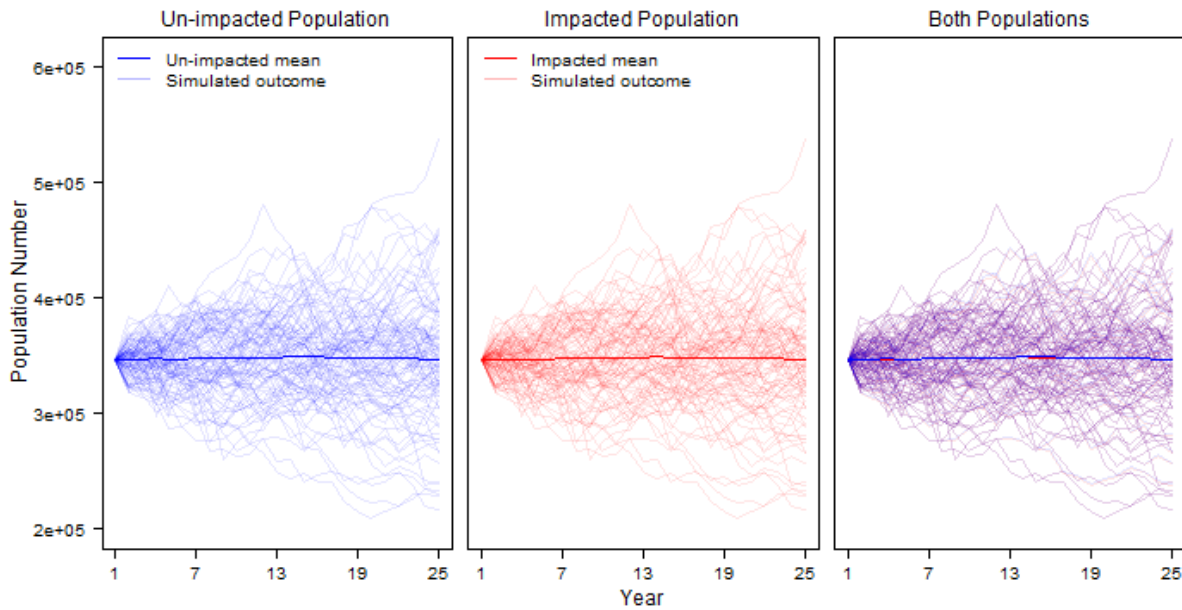 Un-impacted Population
Impacted Population
Both Populations
Un-impacted mean
Simulated outcome
Impacted mean
Simulated outcome
Population Number
6e+05
5e+05
4e+05
3e+05
2e+05
1 7 13 19 25
1 7 13 19 25
1 7 13 19 25
Year